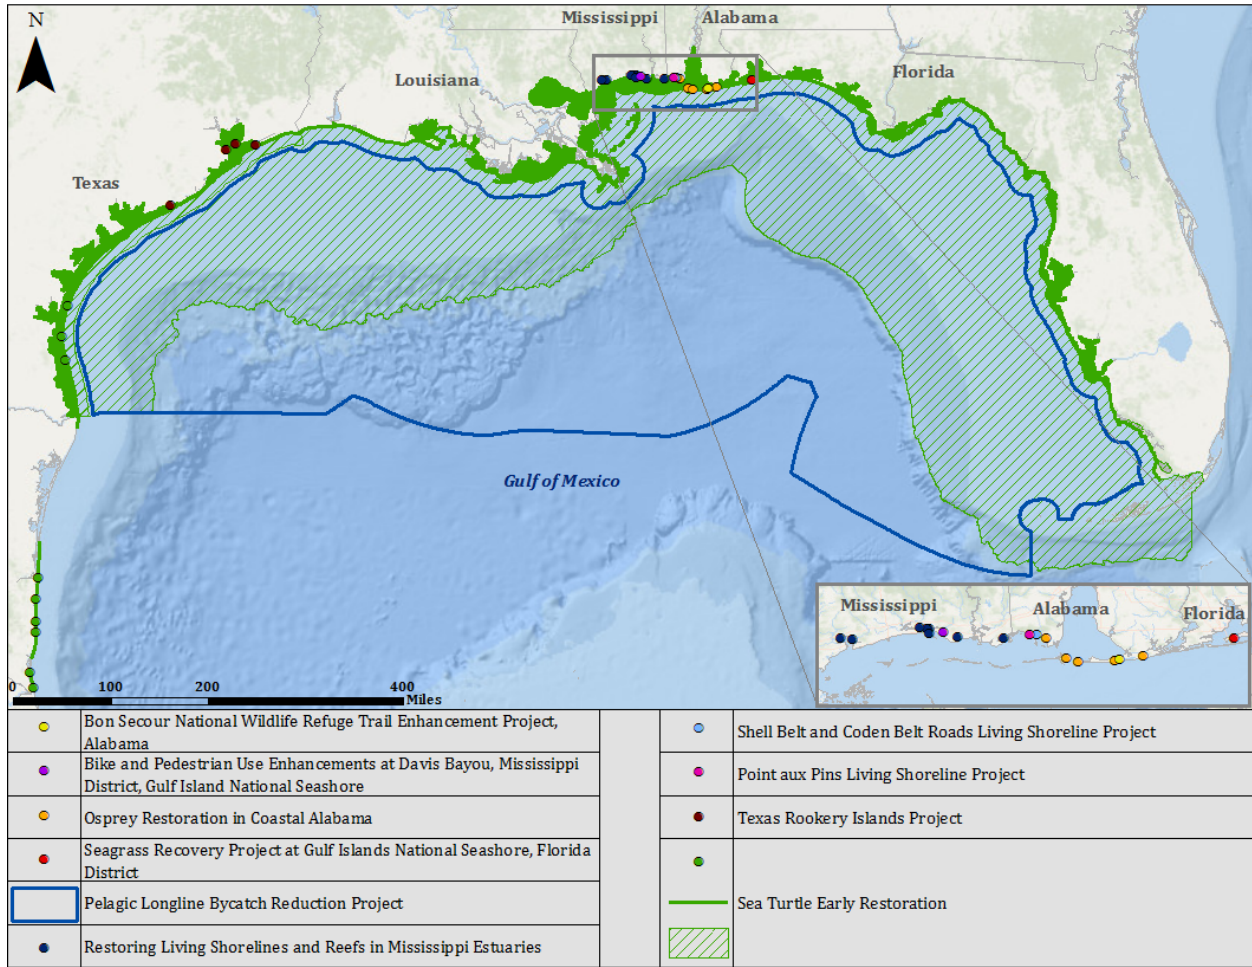 N
Mississippi
Alabama
Louisiana
Florida
Texas
Gulf of Mexico
Mississippi
Alabama
Florida
0
100
200
400
Miles
Bon Secour National Wildlife Refuge Trail Enhancement Project,
Alabama
Bike and Pedestrian Use Enhancements at Davis Bayou, Mississippi
District, Gulf Island National Seashore
Osprey Restoration in Coastal Alabama
Seagrass Recovery Project at Gulf Islands National Seashore, Florida
District
Pelagic Longline Bycatch Reduction Project
Restoring Living Shorelines and Reefs in Mississippi Estuaries
Shell Belt and Coden Belt Roads Living Shoreline Project
Point aux Pins Living Shoreline Project
Texas Rookery Islands Project
Sea Turtle Early Restoration